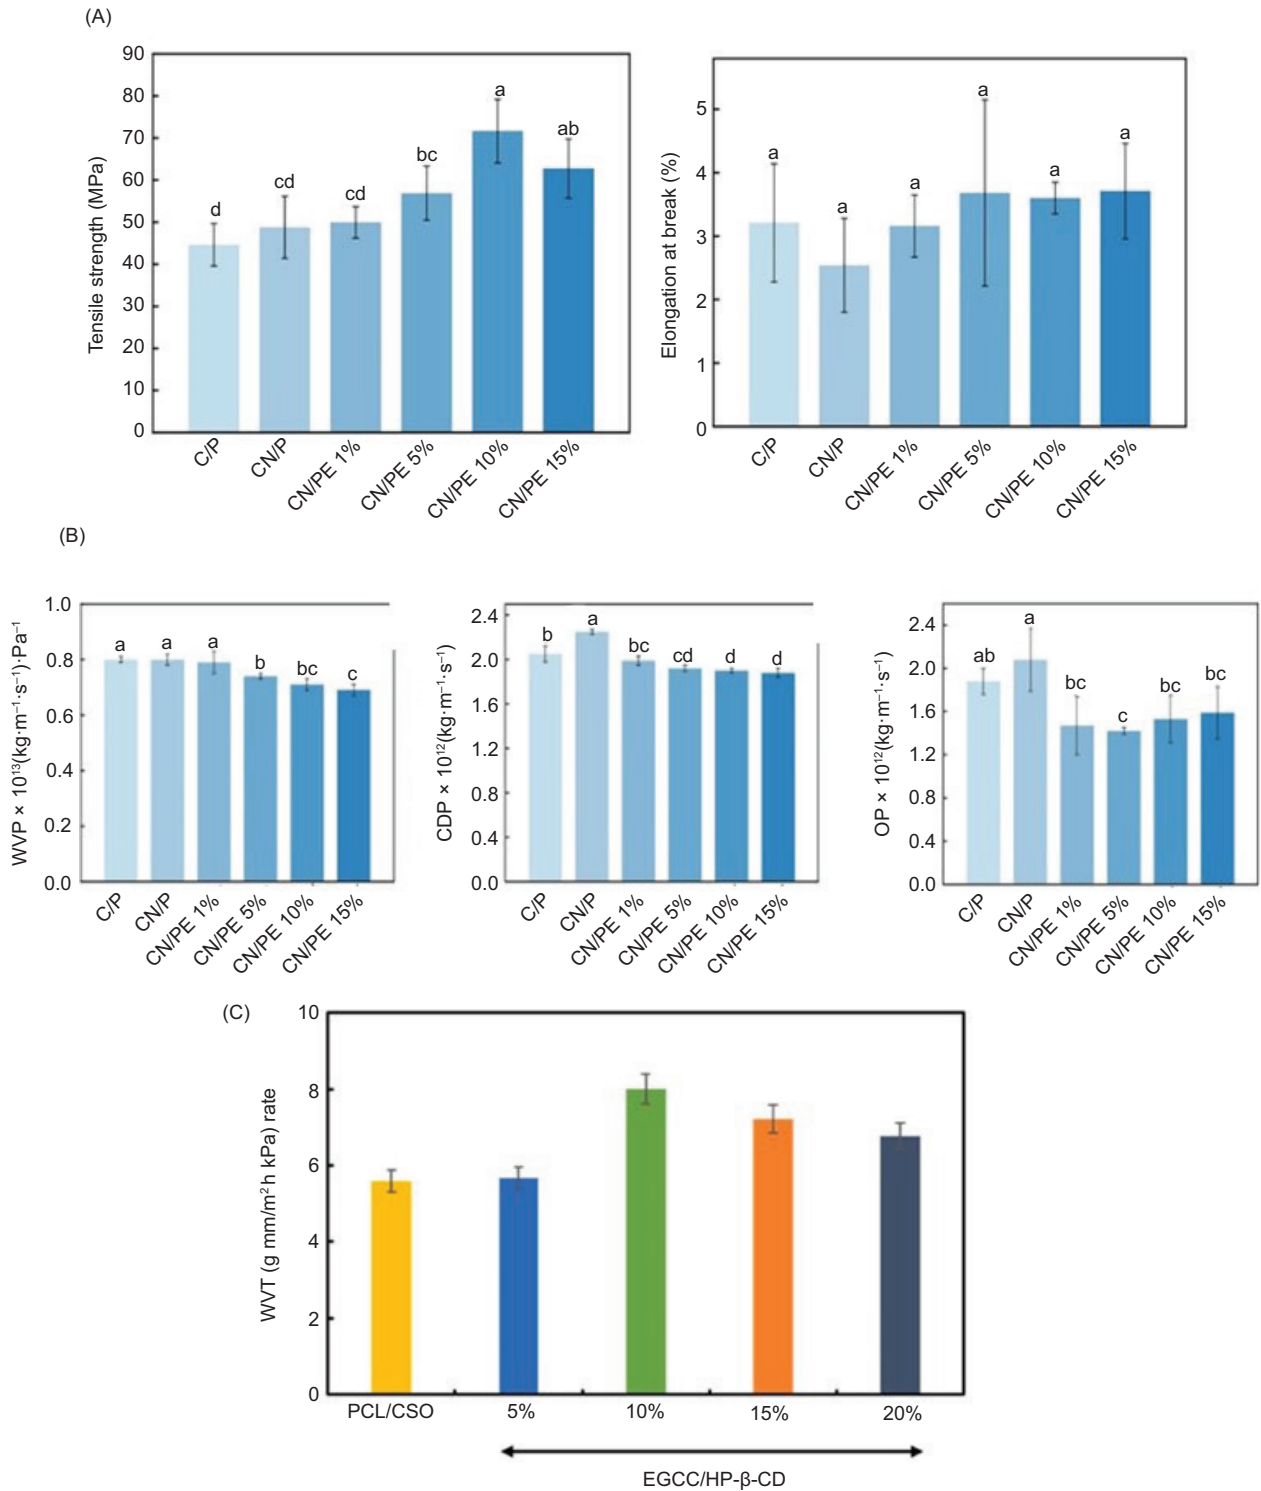 (A)
Tensile strength (MPa)
90
80
70
60
50
40
30
20
10
0
d
cd
cd
bc
a
ab
C/P
CN/P
CN/PE 1%
CN/PE 5%
CN/PE 10%
CN/PE 15%
Elongation at break (%)
5
4
3
2
1
0
a
a
a
a
a
a
C/P
CN/P
CN/PE 1%
CN/PE 5%
CN/PE 10%
CN/PE 15%
(B)
WVP × 10¹³(kg·m⁻¹·s⁻¹)·Pa⁻¹
1.0
0.8
0.6
0.4
0.2
0.0
a
a
a
b
bc
c
C/P
CN/P
CN/PE 1%
CN/PE 5%
CN/PE 10%
CN/PE 15%
CDP × 10¹²(kg·m⁻¹·s⁻¹)
2.4
2.0
1.6
1.2
0.8
0.4
0.0
b
a
bc
cd
d
d
C/P
CN/P
CN/PE 1%
CN/PE 5%
CN/PE 10%
CN/PE 15%
OP × 10¹²(kg·m⁻¹·s⁻¹)
2.4
2.0
1.6
1.2
0.8
0.4
0.0
ab
a
bc
c
bc
bc
C/P
CN/P
CN/PE 1%
CN/PE 5%
CN/PE 10%
CN/PE 15%
(C)
WVT (g mm/m² h kPa) rate
10
8
6
4
2
0
PCL/CSO
5%
10%
15%
20%
EGCC/HP-β-CD